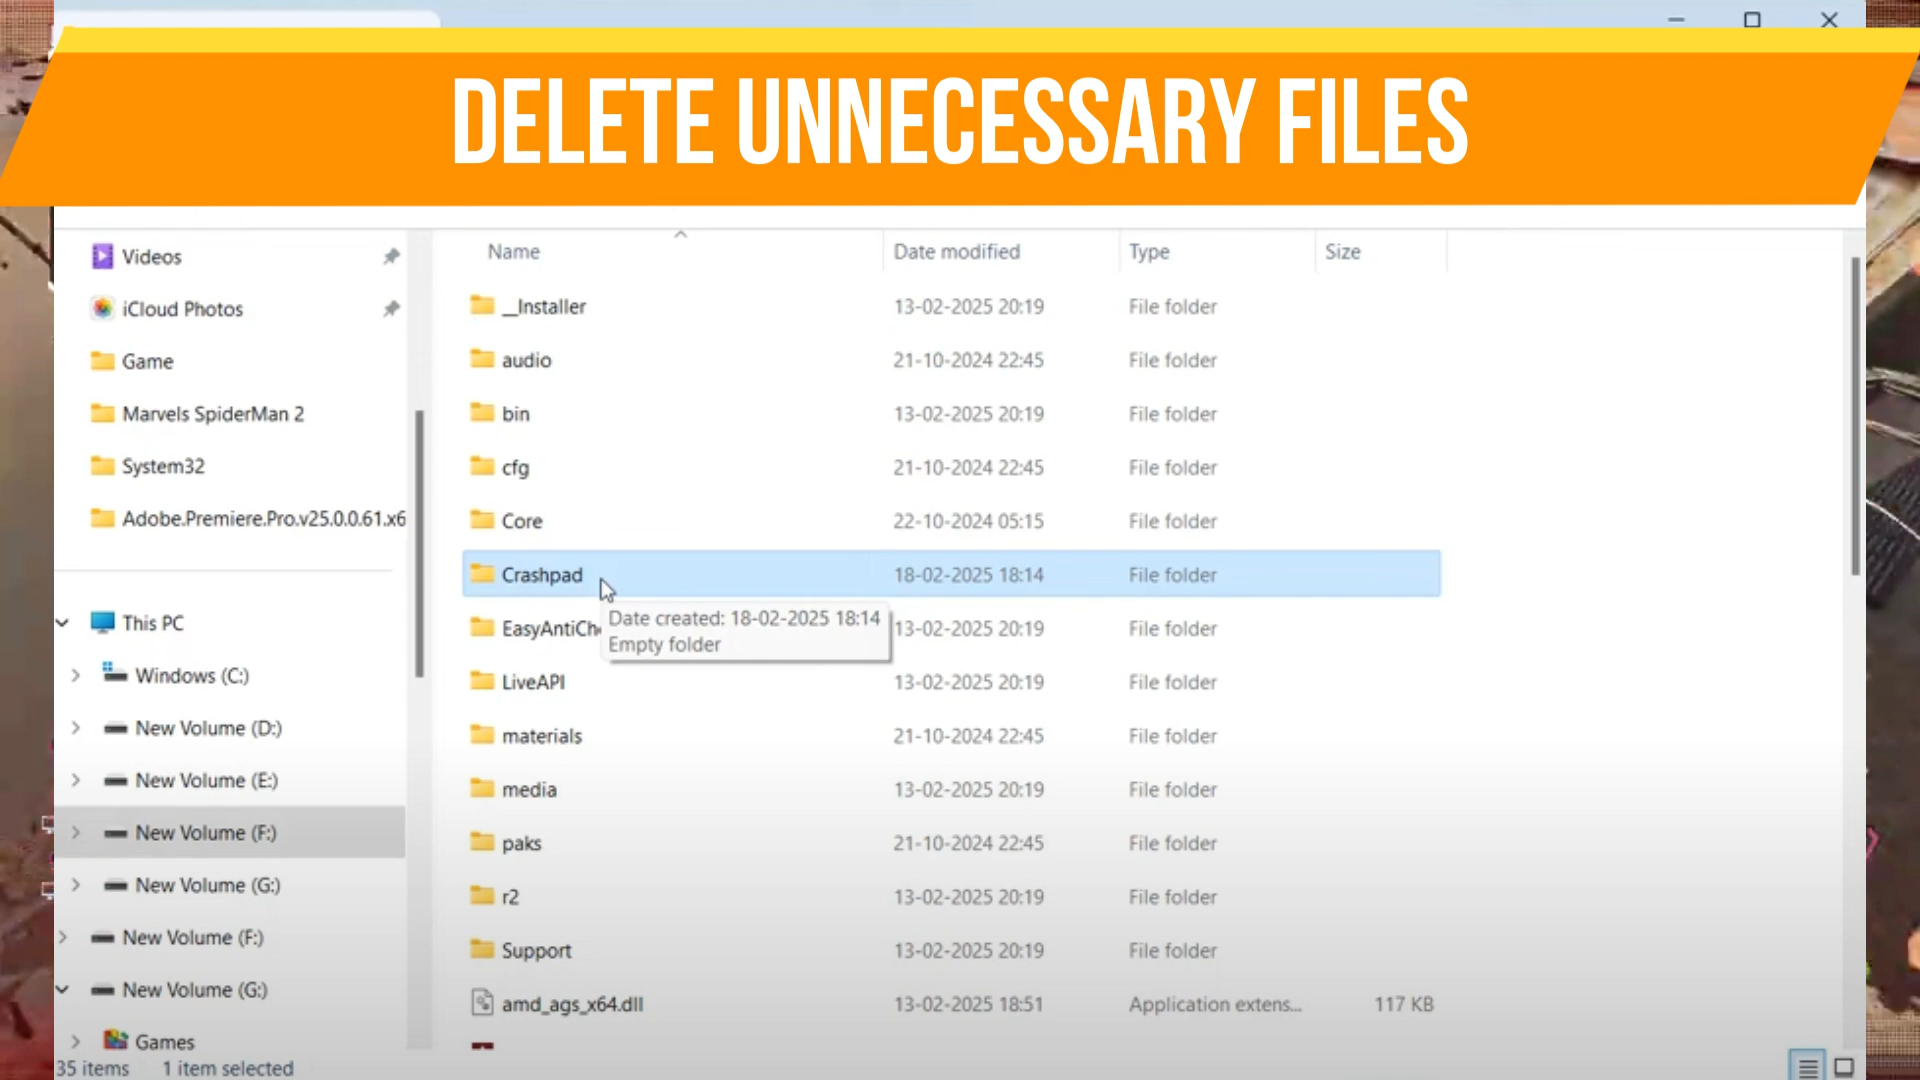 DELETE UNNECESSARY FILES
Name Date modified Type Size
Videos
iCloud Photos
Game
Marvels SpiderMan 2
System32
Adobe.Premiere.Pro.v25.0.0.61.x6
This PC
Windows (C:)
New Volume (D:)
New Volume (E:)
New Volume (F:)
New Volume (G:)
New Volume (F:)
New Volume (G:)
Games
__Installer 13-02-2025 20:19 File folder
audio 21-10-2024 22:45 File folder
bin 13-02-2025 20:19 File folder
cfg 21-10-2024 22:45 File folder
Core 22-10-2024 05:15 File folder
Crashpad 18-02-2025 18:14 File folder
Date created: 18-02-2025 18:14
Empty folder
EasyAntiCh 13-02-2025 20:19 File folder
LiveAPI 13-02-2025 20:19 File folder
materials 21-10-2024 22:45 File folder
media 13-02-2025 20:19 File folder
paks 21-10-2024 22:45 File folder
r2 13-02-2025 20:19 File folder
Support 13-02-2025 20:19 File folder
amd_ags_x64.dll 13-02-2025 18:51 Application extens... 117 KB
35 items 1 item selected